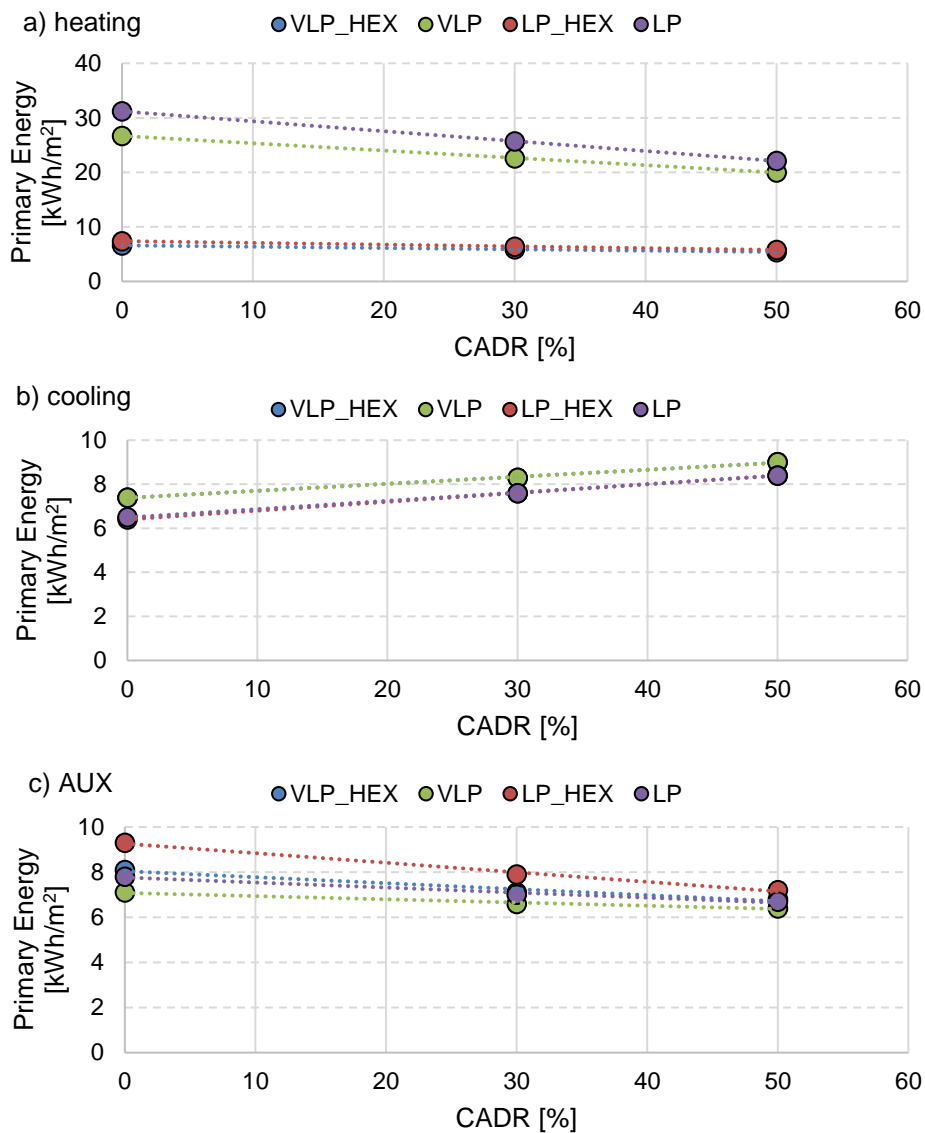 a) heating
VLP_HEX VLP LP_HEX LP
Primary Energy
[kWh/m²]
40
30
20
10
0
0 10 20 30 40 50 60
CADR [%]
b) cooling
VLP_HEX VLP LP_HEX LP
Primary Energy
[kWh/m²]
10
8
6
4
2
0
0 10 20 30 40 50 60
CADR [%]
c) AUX
VLP_HEX VLP LP_HEX LP
Primary Energy
[kWh/m²]
10
8
6
4
2
0
0 10 20 30 40 50 60
CADR [%]